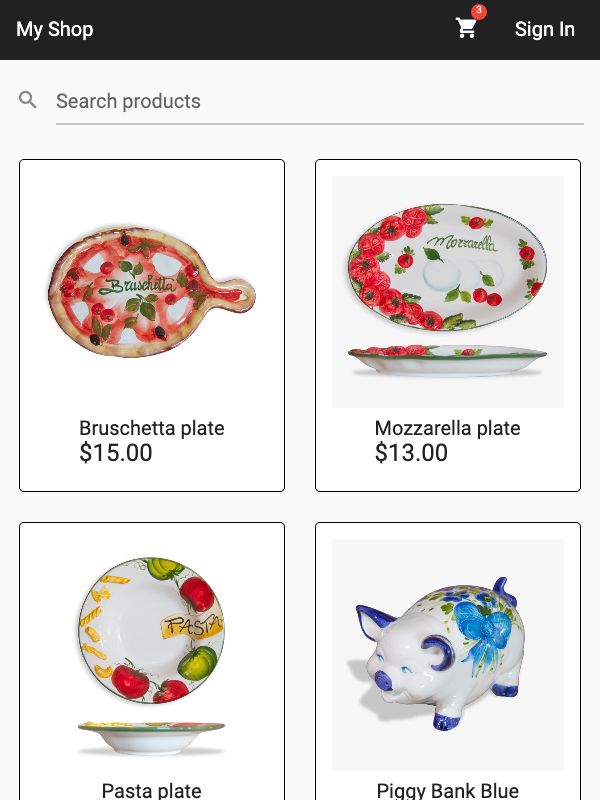 My Shop
3
Sign In
Search products
Bruschetta
Mozzarella
Bruschetta plate
$15.00
Mozzarella plate
$13.00
PASTA
Pasta plate
Piggy Bank Blue